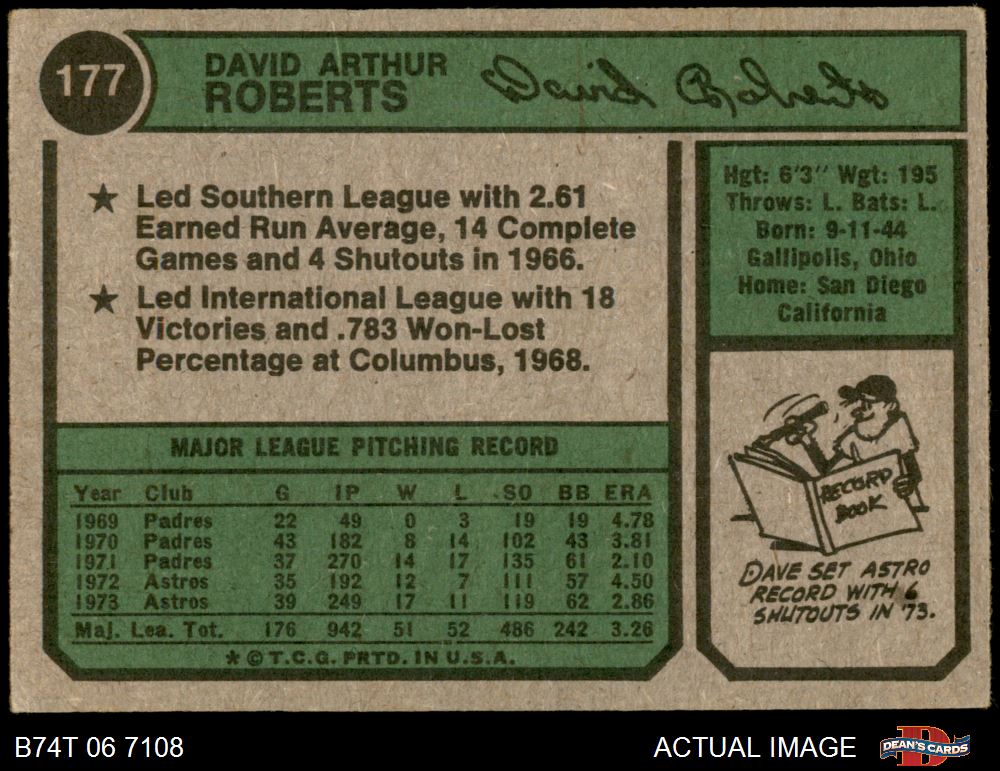 177
DAVID ARTHUR
ROBERTS
David Roberts
★ Led Southern League with 2.61
Earned Run Average, 14 Complete
Games and 4 Shutouts in 1966.
★ Led International League with 18
Victories and .783 Won-Lost
Percentage at Columbus, 1968.
Hgt: 6'3" Wgt: 195
Throws: L. Bats: L.
Born: 9-11-44
Gallipolis, Ohio
Home: San Diego
California
RECORD
BOOK
DAVE SET ASTRO
RECORD WITH 6
SHUTOUTS IN '73.
MAJOR LEAGUE PITCHING RECORD
Year Club G IP W L SO BB ERA
1969 Padres 22 49 0 3 19 19 4.78
1970 Padres 43 182 8 14 102 43 3.81
1971 Padres 37 270 14 17 135 61 2.10
1972 Astros 35 192 12 7 111 57 4.50
1973 Astros 39 249 17 11 119 62 2.86
Maj. Lea. Tot. 176 942 51 52 486 242 3.26
* © T.C.G. PRTD. IN U.S.A.
B74T 06 7108
ACTUAL IMAGE
DEAN'S CARDS